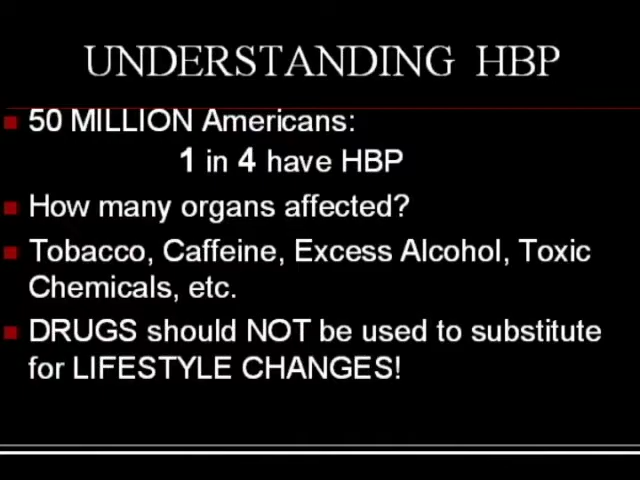 UNDERSTANDING HBP
50 MILLION Americans:
1 in 4 have HBP
How many organs affected?
Tobacco, Caffeine, Excess Alcohol, Toxic
Chemicals, etc.
DRUGS should NOT be used to substitute
for LIFESTYLE CHANGES!